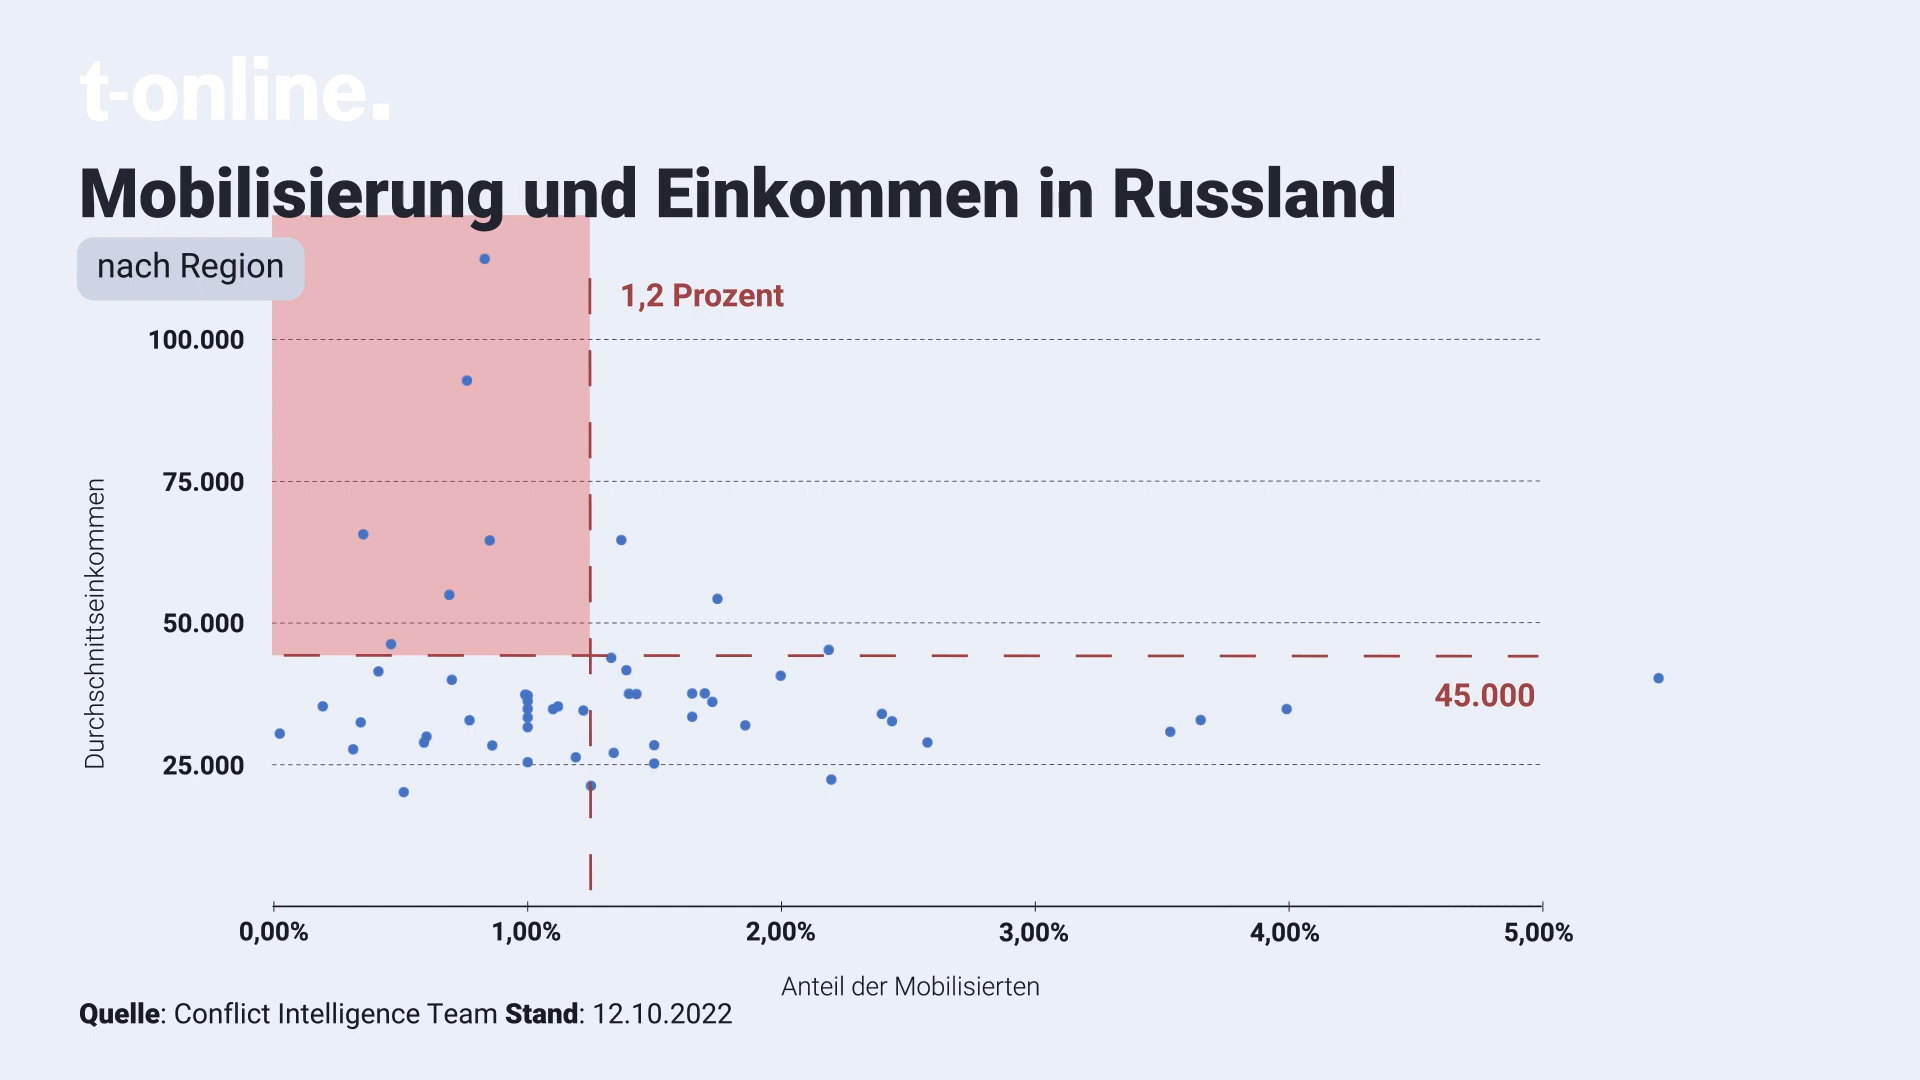 t-online.
Mobilisierung und Einkommen in Russland
nach Region
1,2 Prozent
100.000
75.000
50.000
45.000
25.000
Durchschnittseinkommen
0,00% 1,00% 2,00% 3,00% 4,00% 5,00%
Anteil der Mobilisierten
Quelle: Conflict Intelligence Team Stand: 12.10.2022